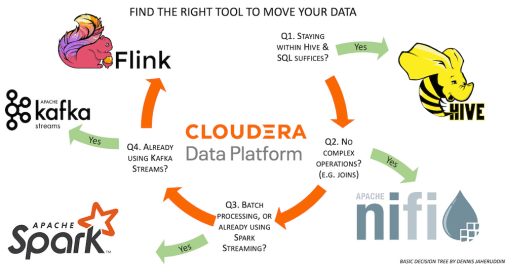 FIND THE RIGHT TOOL TO MOVE YOUR DATA
Q1. STAYING
WITHIN HIVE &
SQL SUFFICES?
Yes
HIVE
Flink
APACHE
kafka
streams
Yes
Q4. ALREADY
USING KAFKA
STREAMS?
CLOUDERA
Data Platform
Q2. NO
COMPLEX
OPERATIONS?
(E.G. JOINS)
Yes
APACHE
nifi
Q3. BATCH
PROCESSING, OR
ALREADY USING
SPARK
STREAMING?
Yes
APACHE
Spark
TM
BASIC DECISION TREE BY DENNIS JAHERUDDIN